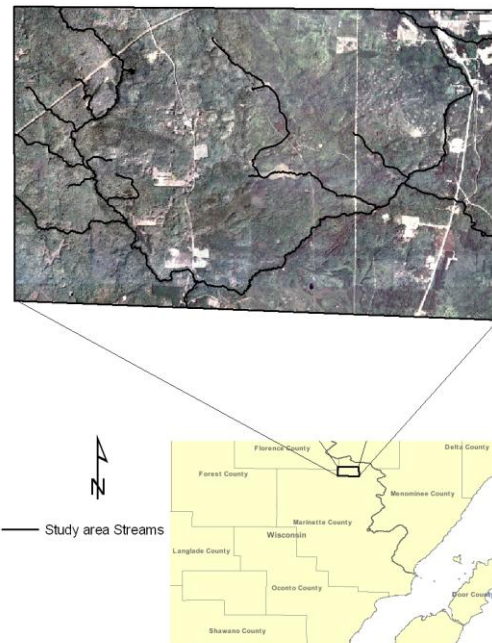 N
Study area Streams
Florence County
Delta County
Forest County
Menominee County
Marinette County
Wisconsin
Langlade County
Oconto County
Door County
Shawano County